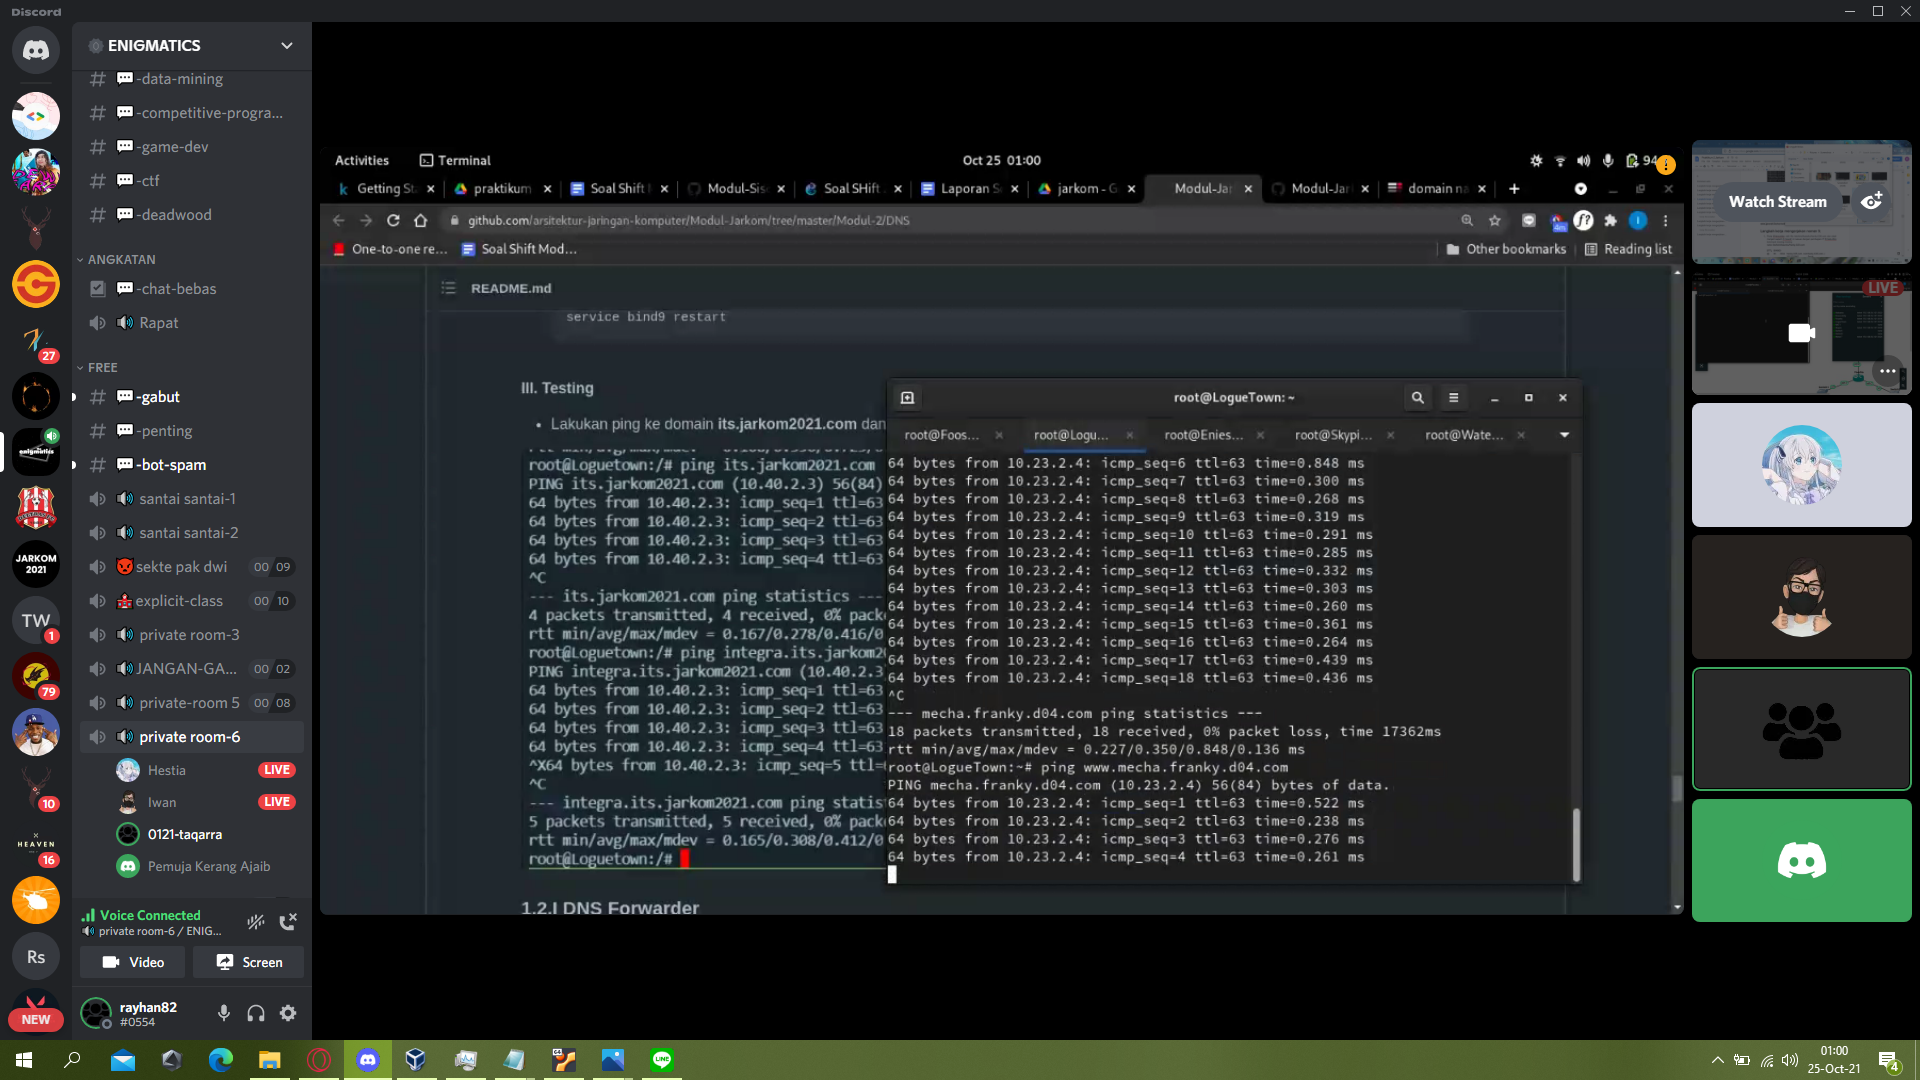 Discord
ENIGMATICS
-data-mining
-competitive-progra...
-game-dev
-ctf
-deadwood
ANGKATAN
-chat-bebas
Rapat
FREE
-gabut
-penting
-bot-spam
santai santai-1
santai santai-2
sekte pak dwi 00 09
explicit-class 00 10
private room-3
JANGAN-GA... 00 02
private-room 5 00 08
private room-6
Hestia LIVE
Iwan LIVE
0121-taqarra
Pemuja Kerang Ajaib
Voice Connected
private room-6 / ENIG...
Video
Screen
rayhan82
#0554
27
JARKOM
2021
TW
1
79
10
HEAVEN
16
Rs
NEW
Activities
Terminal
Oct 25 01:00
94
Getting St
praktikum
Soal Shift
Modul-Sis
Soal SHift
Laporan S
jarkom - G
Modul-Jar
Modul-Jar
domain na
github.com/arsitektur-jaringan-komputer/Modul-Jarkom/tree/master/Modul-2/DNS
One-to-one re...
Soal Shift Mod...
Other bookmarks
Reading list
README.md
service bind9 restart
III. Testing
Lakukan ping ke domain its.jarkom2021.com dan
root@Loguetown:/# ping its.jarkom2021.com
PING its.jarkom2021.com (10.40.2.3) 56(84)
64 bytes from 10.40.2.3: icmp_seq=1 ttl=63
64 bytes from 10.40.2.3: icmp_seq=2 ttl=63
64 bytes from 10.40.2.3: icmp_seq=3 ttl=63
64 bytes from 10.40.2.3: icmp_seq=4 ttl=63
^C
--- its.jarkom2021.com ping statistics ---
4 packets transmitted, 4 received, 0% packe
rtt min/avg/max/mdev = 0.167/0.278/0.416/0
root@Loguetown:/# ping integra.its.jarkom20
PING integra.its.jarkom2021.com (10.40.2.3)
64 bytes from 10.40.2.3: icmp_seq=1 ttl=63
64 bytes from 10.40.2.3: icmp_seq=2 ttl=63
64 bytes from 10.40.2.3: icmp_seq=3 ttl=63
64 bytes from 10.40.2.3: icmp_seq=4 ttl=63
^X64 bytes from 10.40.2.3: icmp_seq=5 ttl=
^C
--- integra.its.jarkom2021.com ping statis
5 packets transmitted, 5 received, 0% pack
rtt min/avg/max/mdev = 0.165/0.308/0.412/0
root@Loguetown:/#
1.2.I DNS Forwarder
root@LogueTown: ~
root@Foos...
root@Logu...
root@Enies...
root@Skypi...
root@Wate...
64 bytes from 10.23.2.4: icmp_seq=6 ttl=63 time=0.848 ms
64 bytes from 10.23.2.4: icmp_seq=7 ttl=63 time=0.300 ms
64 bytes from 10.23.2.4: icmp_seq=8 ttl=63 time=0.268 ms
64 bytes from 10.23.2.4: icmp_seq=9 ttl=63 time=0.319 ms
64 bytes from 10.23.2.4: icmp_seq=10 ttl=63 time=0.291 ms
64 bytes from 10.23.2.4: icmp_seq=11 ttl=63 time=0.285 ms
64 bytes from 10.23.2.4: icmp_seq=12 ttl=63 time=0.332 ms
64 bytes from 10.23.2.4: icmp_seq=13 ttl=63 time=0.303 ms
64 bytes from 10.23.2.4: icmp_seq=14 ttl=63 time=0.260 ms
64 bytes from 10.23.2.4: icmp_seq=15 ttl=63 time=0.361 ms
64 bytes from 10.23.2.4: icmp_seq=16 ttl=63 time=0.264 ms
64 bytes from 10.23.2.4: icmp_seq=17 ttl=63 time=0.439 ms
64 bytes from 10.23.2.4: icmp_seq=18 ttl=63 time=0.436 ms
^C
--- mecha.franky.d04.com ping statistics ---
18 packets transmitted, 18 received, 0% packet loss, time 17362ms
rtt min/avg/max/mdev = 0.227/0.350/0.848/0.136 ms
root@LogueTown:~# ping www.mecha.franky.d04.com
PING mecha.franky.d04.com (10.23.2.4) 56(84) bytes of data.
64 bytes from 10.23.2.4: icmp_seq=1 ttl=63 time=0.522 ms
64 bytes from 10.23.2.4: icmp_seq=2 ttl=63 time=0.238 ms
64 bytes from 10.23.2.4: icmp_seq=3 ttl=63 time=0.276 ms
64 bytes from 10.23.2.4: icmp_seq=4 ttl=63 time=0.261 ms
Watch Stream
LIVE
01:00
25-Oct-21
4